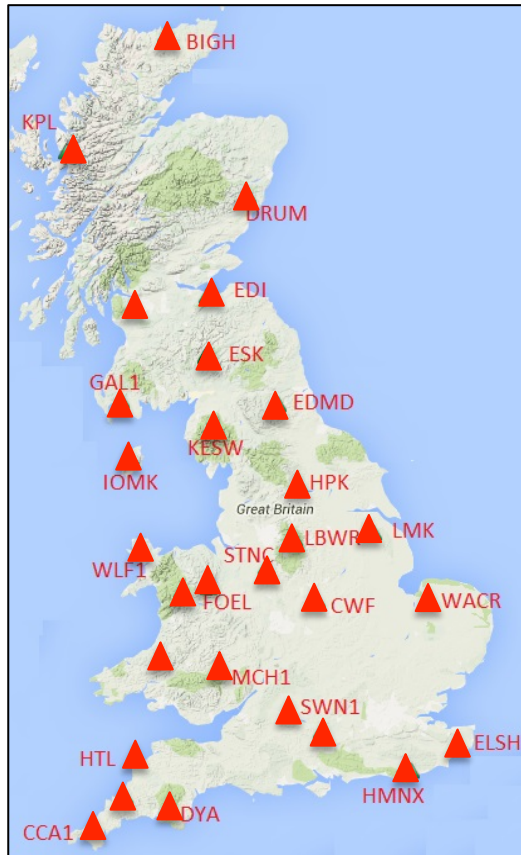 BIGH
KPL
DRUM
EDI
ESK
GAL1
EDMD
KESW
IOMK
HPK
Great Britain
LBWR
LMK
STNC
WLF1
FOEL
CWF
WACR
MCH1
SWN1
ELSH
HTL
HMNX
DYA
CCA1